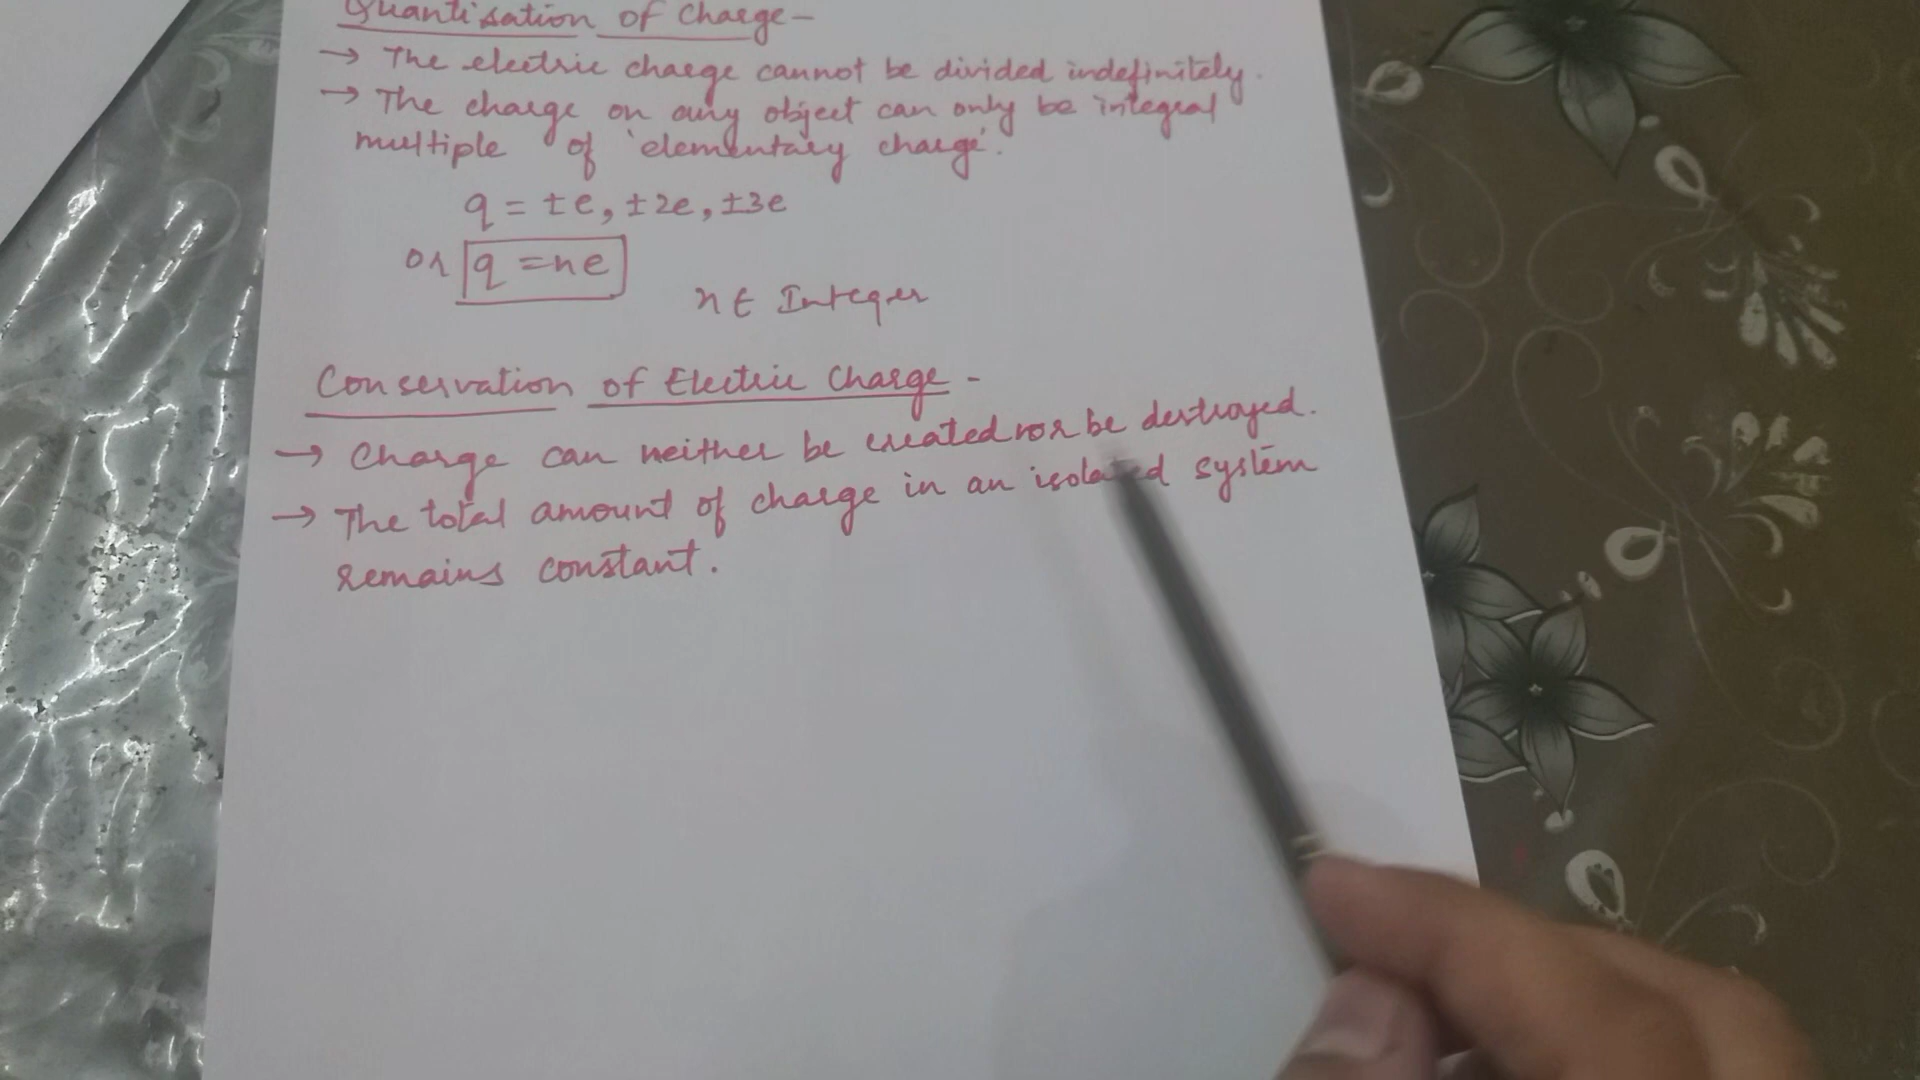 Quantisation of Charge-
→ The electric charge cannot be divided indefinitely.
→ The charge on any object can only be integral
multiple of 'elementary charge'.
q = ±e, ±2e, ±3e
or q = ne
n ∈ Integer
Conservation of Electric Charge -
→ Charge can neither be created nor be destroyed.
→ The total amount of charge in an isolated system
remains constant.